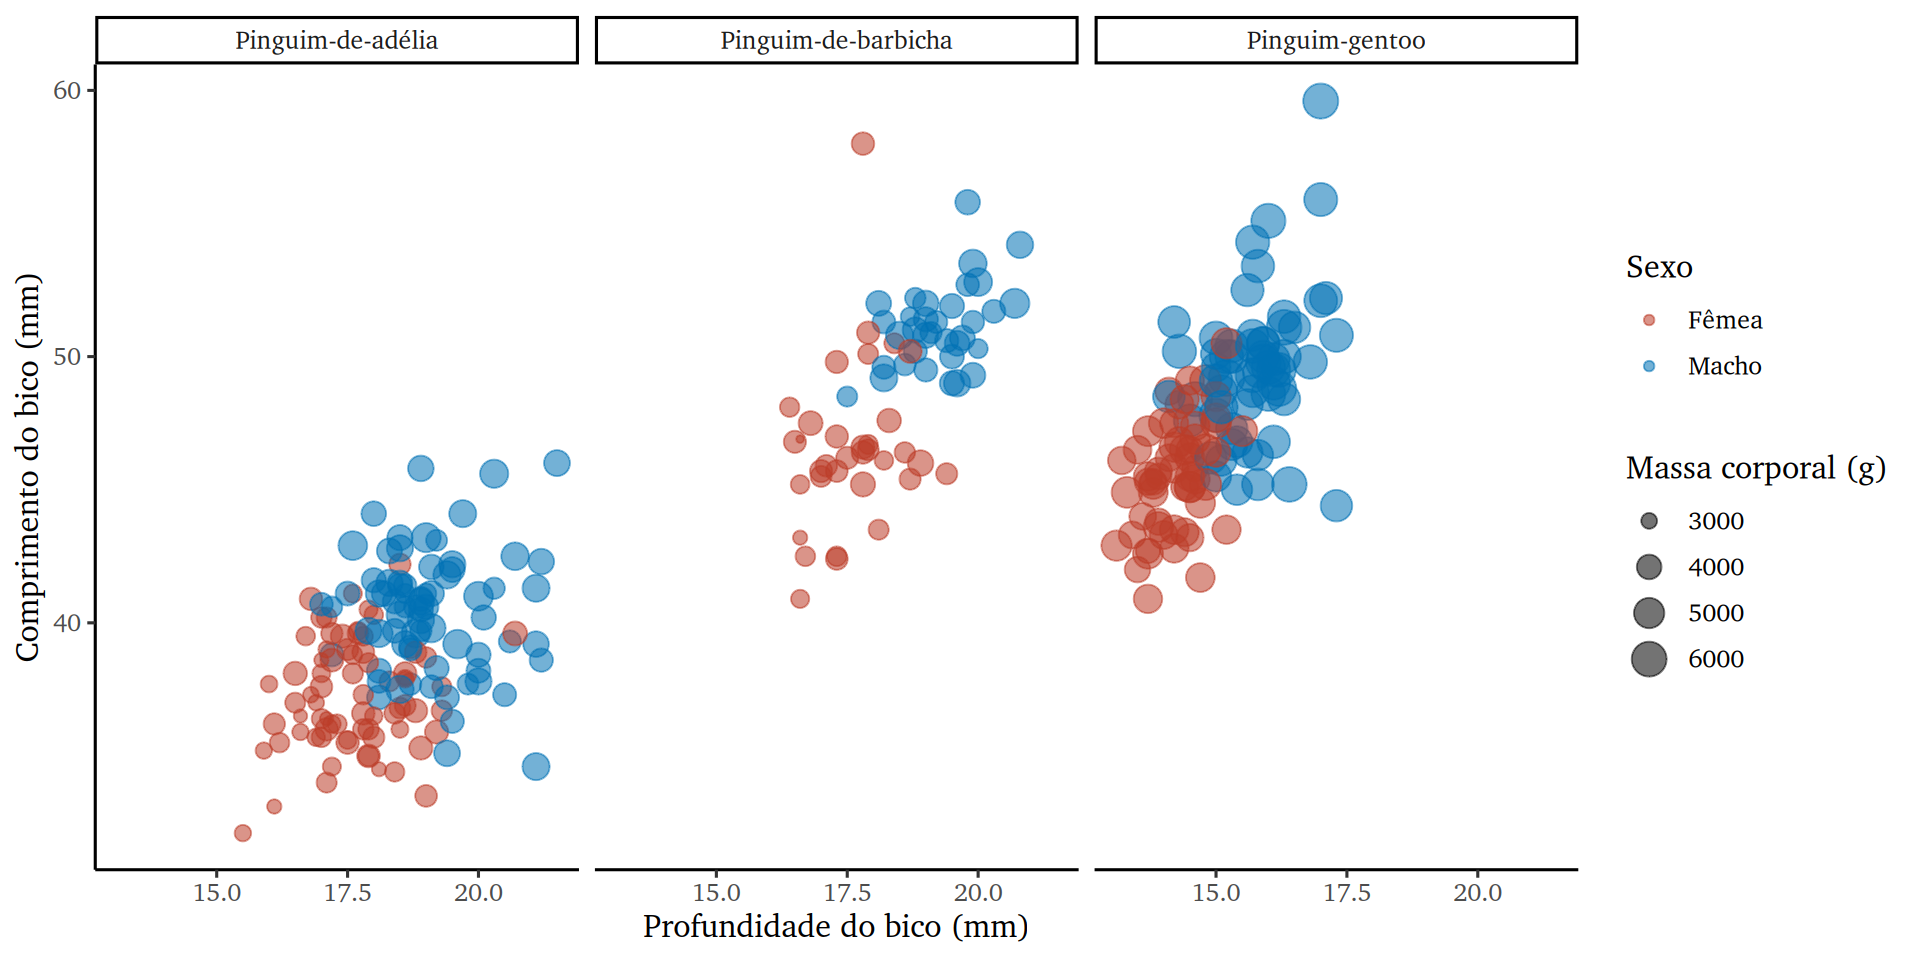 Pinguim-de-adélia
Pinguim-de-barbicha
Pinguim-gentoo
60
50
40
Comprimento do bico (mm)
15.0 17.5 20.0
15.0 17.5 20.0
15.0 17.5 20.0
Profundidade do bico (mm)
Sexo
Fêmea
Macho
Massa corporal (g)
3000
4000
5000
6000